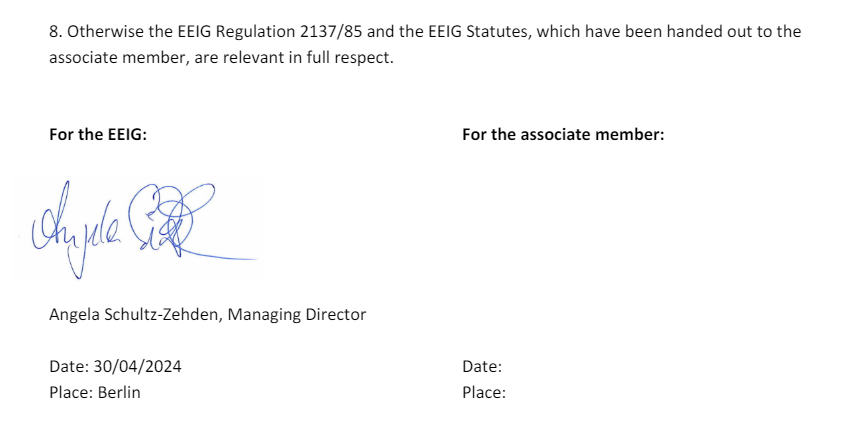 8. Otherwise the EEIG Regulation 2137/85 and the EEIG Statutes, which have been handed out to the
associate member, are relevant in full respect.
For the EEIG:
For the associate member:
Angela
Angela Schultz-Zehden, Managing Director
Date: 30/04/2024
Place: Berlin
Date:
Place: